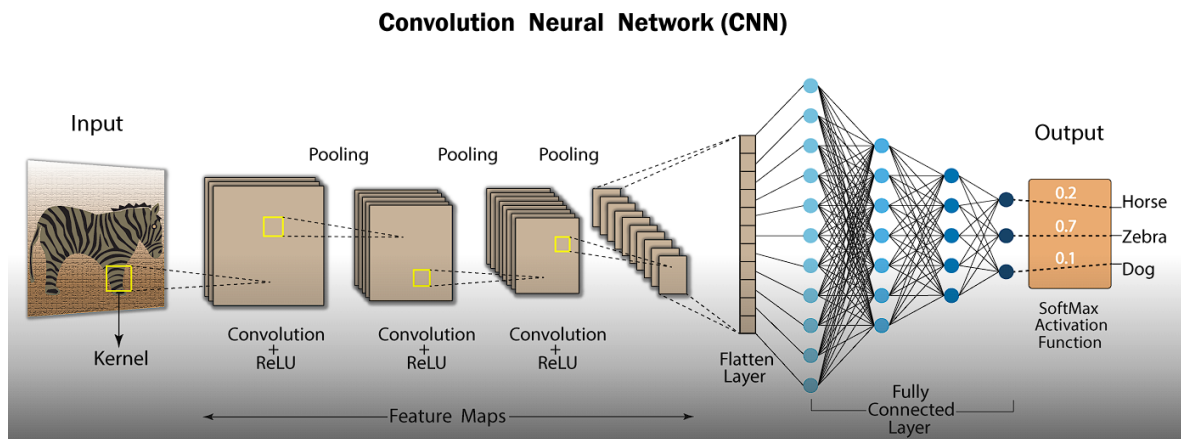 Convolution Neural Network (CNN)
Input
Kernel
Pooling
Pooling
Pooling
Convolution
+
ReLU
Convolution
+
ReLU
Convolution
+
ReLU
Feature Maps
Flatten
Layer
Fully
Connected
Layer
Output
0.2
Horse
0.7
Zebra
0.1
Dog
SoftMax
Activation
Function